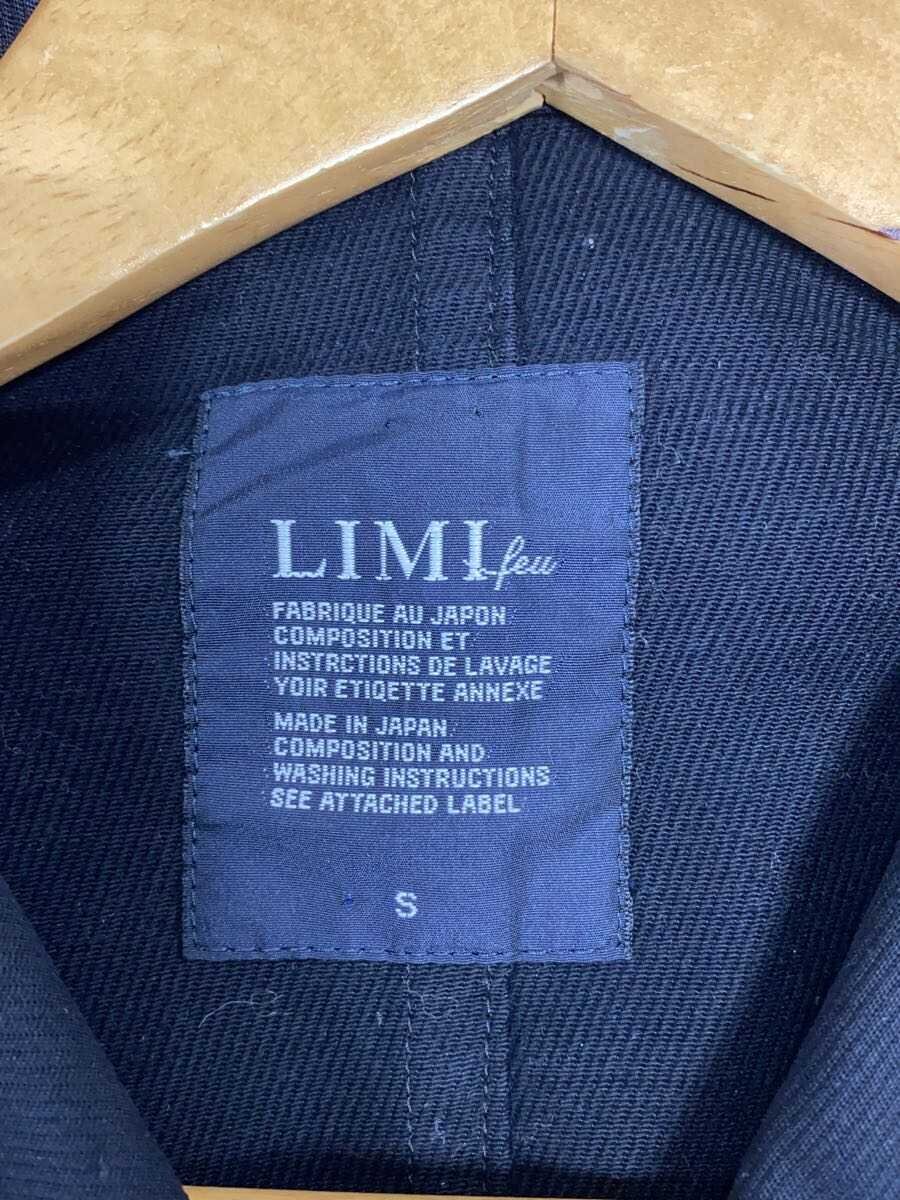 LIMI feu
FABRIQUE AU JAPON
COMPOSITION ET
INSTRCTIONS DE LAVAGE
YOIR ETIQETTE ANNEXE
MADE IN JAPAN.
COMPOSITION AND
WASHING INSTRUCTIONS
SEE ATTACHED LABEL
S